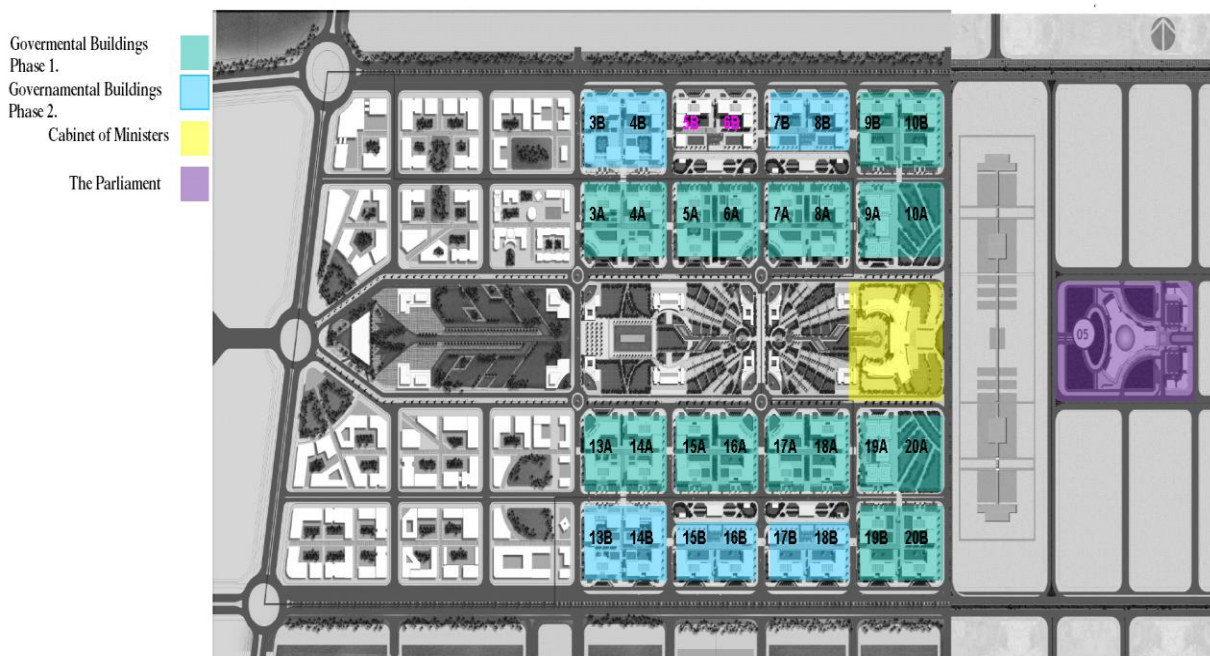 Govermental Buildings
Phase 1.
Governamental Buildings
Phase 2.
Cabinet of Ministers
The Parliament
3B 4B 5B 6B 7B 8B 9B 10B
3A 4A 5A 6A 7A 8A 9A 10A
05
13A 14A 15A 16A 17A 18A 19A 20A
13B 14B 15B 16B 17B 18B 19B 20B